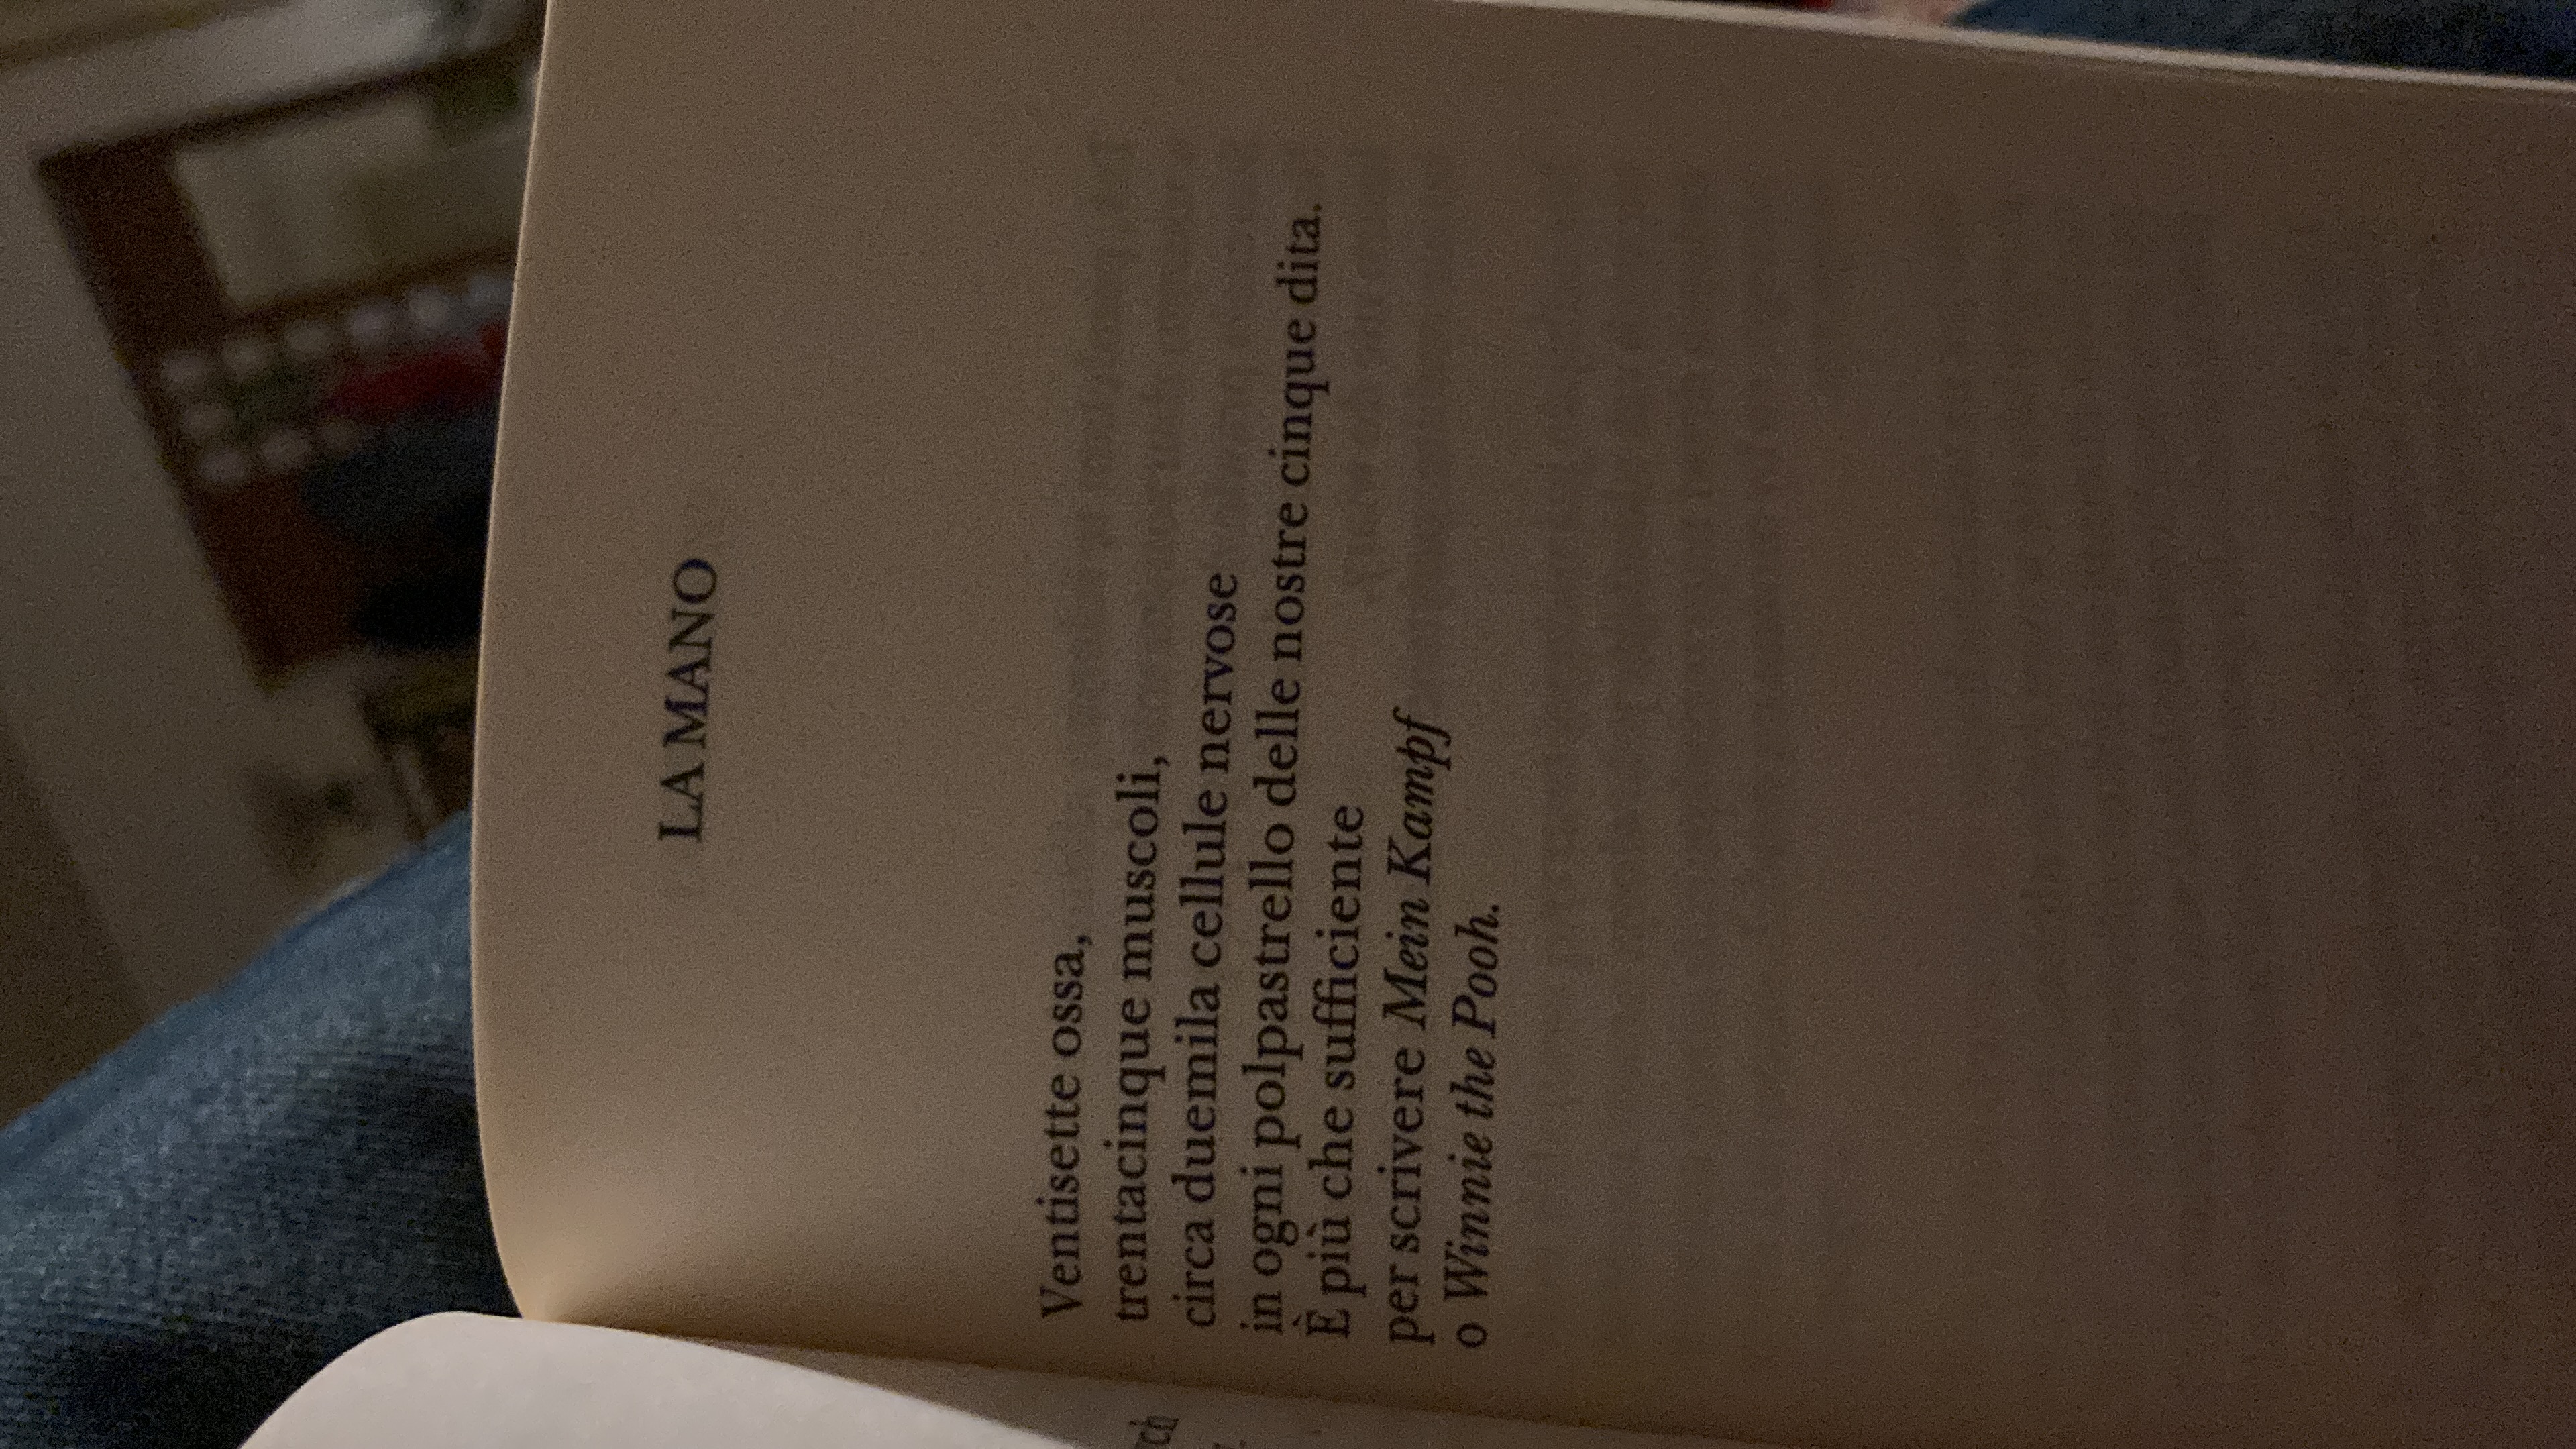 LA MANO
Ventisette ossa,
trentacinque muscoli,
circa duemila cellule nervose
in ogni polpastrello delle nostre cinque dita.
È più che sufficiente
per scrivere Mein Kampf
o Winnie the Pooh.